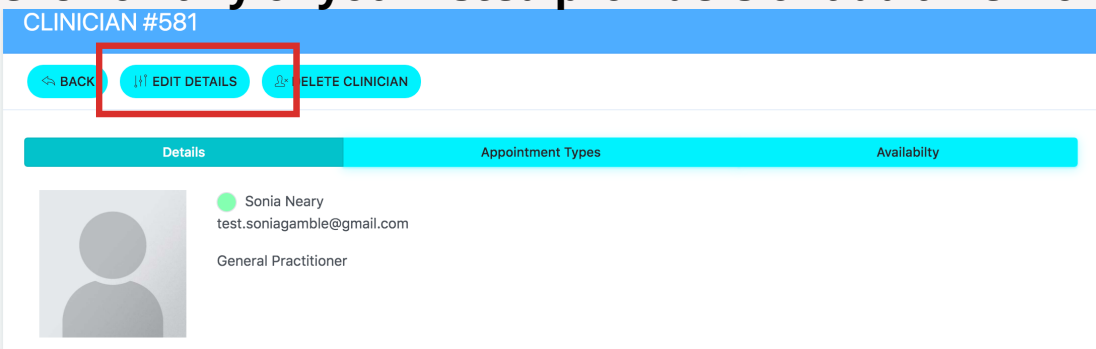 CLINICIAN #581
BACK
EDIT DETAILS
DELETE CLINICIAN
Details
Appointment Types
Availabilty
Sonia Neary
test.soniagamble@gmail.com
General Practitioner